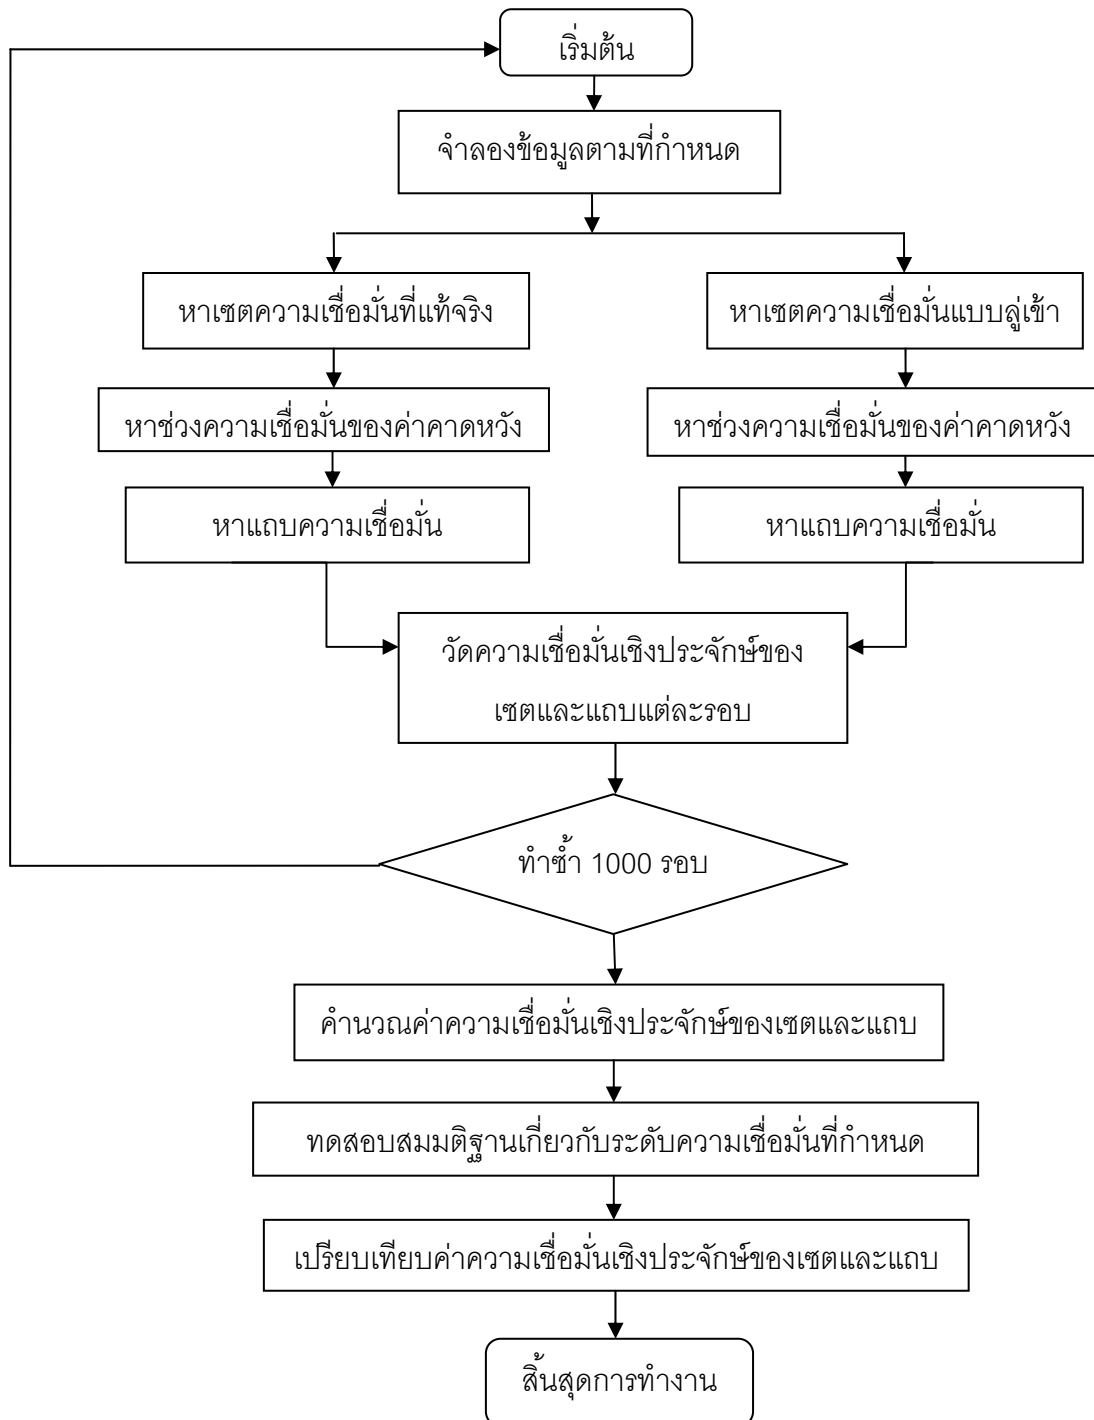 เริ่มต้น
จำลองข้อมูลตามที่กำหนด
หาเซตความเชื่อมั่นที่แท้จริง
หาเซตความเชื่อมั่นแบบลู่เข้า
หาช่วงความเชื่อมั่นของค่าคาดหวัง
หาช่วงความเชื่อมั่นของค่าคาดหวัง
หาแถบความเชื่อมั่น
หาแถบความเชื่อมั่น
วัดความเชื่อมั่นเชิงประจักษ์ของ
เซตและแถบแต่ละรอบ
ทำซ้ำ 1000 รอบ
คำนวณค่าความเชื่อมั่นเชิงประจักษ์ของเซตและแถบ
ทดสอบสมมติฐานเกี่ยวกับระดับความเชื่อมั่นที่กำหนด
เปรียบเทียบค่าความเชื่อมั่นเชิงประจักษ์ของเซตและแถบ
สิ้นสุดการทำงาน